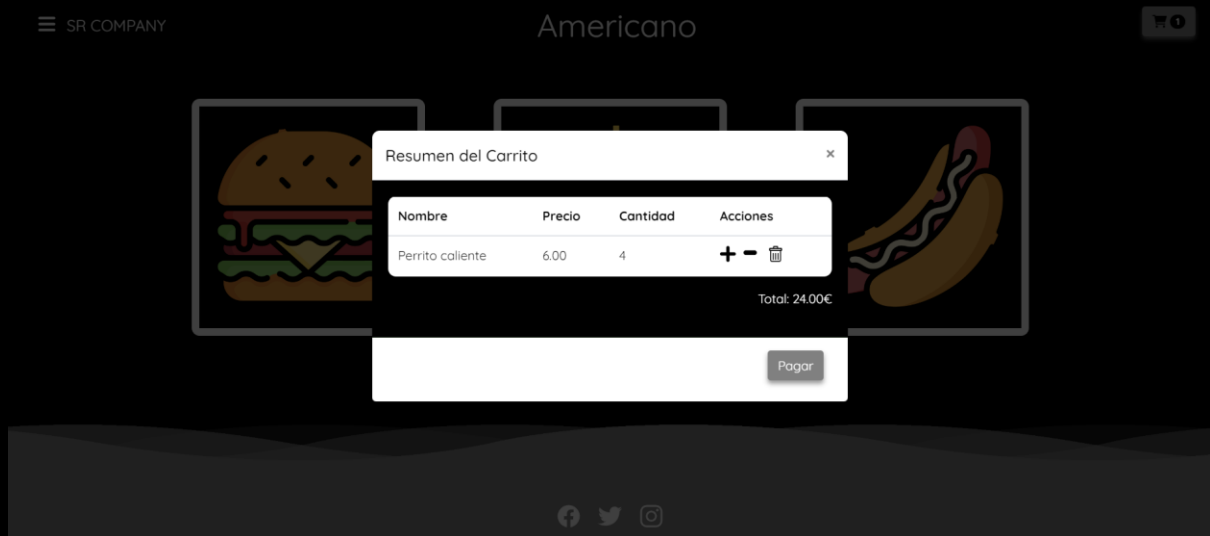 SR COMPANY
Americano
1
Resumen del Carrito
×
Nombre Precio Cantidad Acciones
Perrito caliente 6.00 4
Total: 24.00€
Pagar